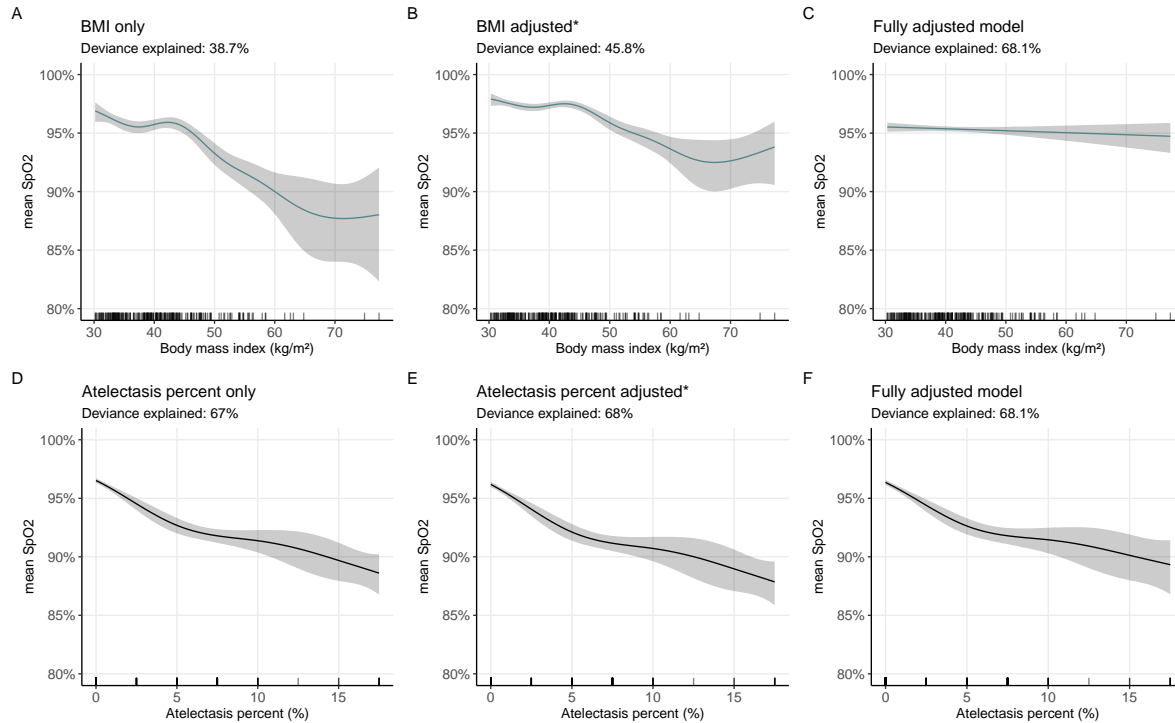 A
BMI only
Deviance explained: 38.7%
100%
95%
90%
85%
80%
mean SpO2
30 40 50 60 70
Body mass index (kg/m²)
B
BMI adjusted*
Deviance explained: 45.8%
100%
95%
90%
85%
80%
mean SpO2
30 40 50 60 70
Body mass index (kg/m²)
C
Fully adjusted model
Deviance explained: 68.1%
100%
95%
90%
85%
80%
mean SpO2
30 40 50 60 70
Body mass index (kg/m²)
D
Atelectasis percent only
Deviance explained: 67%
100%
95%
90%
85%
80%
mean SpO2
0 5 10 15
Atelectasis percent (%)
E
Atelectasis percent adjusted*
Deviance explained: 68%
100%
95%
90%
85%
80%
mean SpO2
0 5 10 15
Atelectasis percent (%)
F
Fully adjusted model
Deviance explained: 68.1%
100%
95%
90%
85%
80%
mean SpO2
0 5 10 15
Atelectasis percent (%)